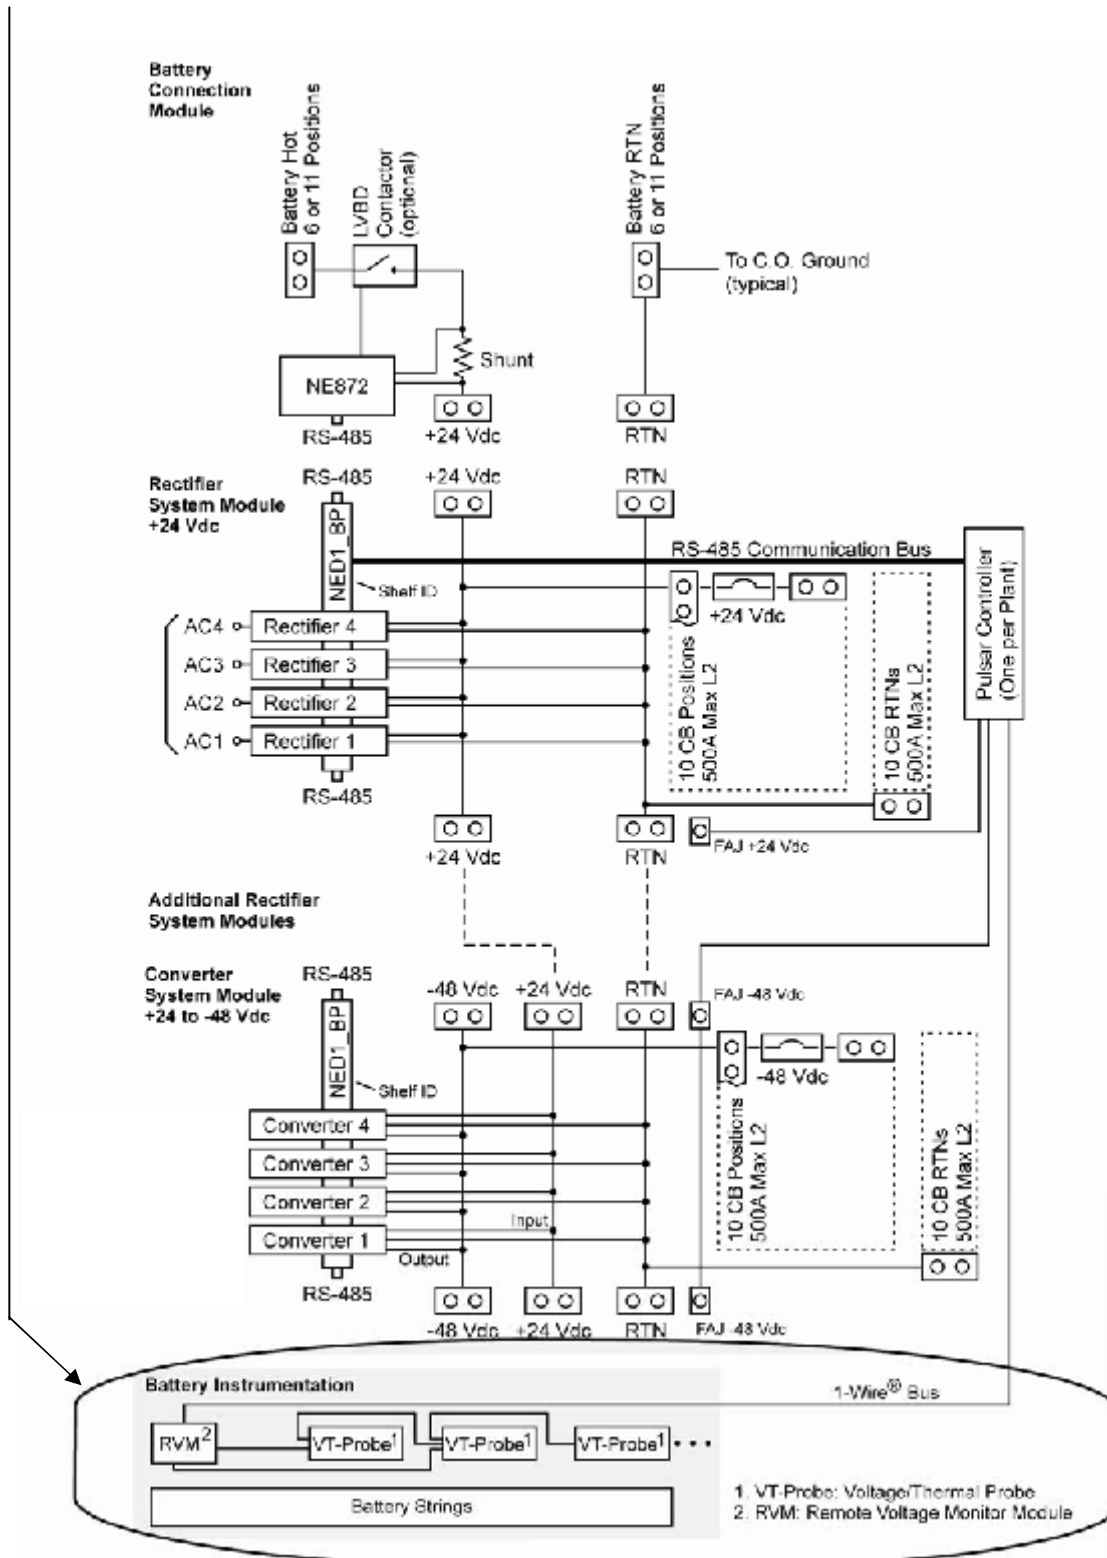 Battery
Connection
Module
Battery Hot
6 or 11 Positions
LVBD
Contactor
(optional)
Battery RTN
6 or 11 Positions
To C.O. Ground
(typical)
NE872
Shunt
RS-485
+24 Vdc
RTN
Rectifier
System Module
+24 Vdc
RS-485
+24 Vdc
RTN
NED1_BP
Shelf ID
RS-485 Communication Bus
+24 Vdc
10 CB Positions
500A Max L2
10 CB RTNs
500A Max L2
Pulsar Controller
(One per Plant)
AC4
Rectifier 4
AC3
Rectifier 3
AC2
Rectifier 2
AC1
Rectifier 1
RS-485
+24 Vdc
RTN
FAJ +24 Vdc
Additional Rectifier
System Modules
Converter
System Module
+24 to -48 Vdc
RS-485
-48 Vdc
+24 Vdc
RTN
FAJ -48 Vdc
NED1_BP
Shelf ID
-48 Vdc
10 CB Positions
500A Max L2
10 CB RTNs
500A Max L2
Converter 4
Converter 3
Converter 2
Converter 1
Input
Output
RS-485
-48 Vdc
+24 Vdc
RTN
FAJ -48 Vdc
Battery Instrumentation
1-Wire® Bus
RVM²
VT-Probe¹
VT-Probe¹
VT-Probe¹
Battery Strings
1. VT-Probe: Voltage/Thermal Probe
2. RVM: Remote Voltage Monitor Module